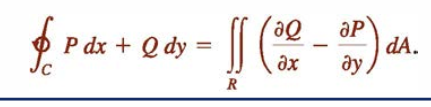 ∮_C P dx + Q dy = ∬_R (∂Q/∂x − ∂P/∂y) dA.